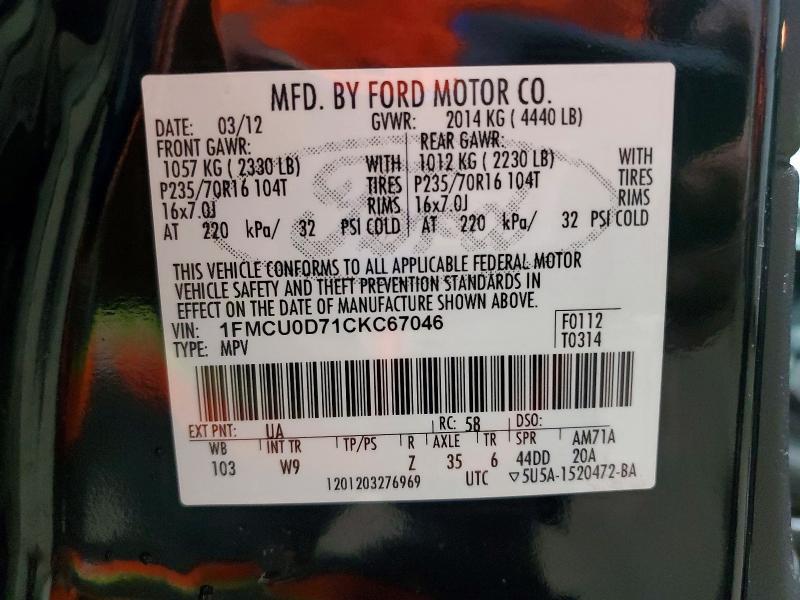 MFD. BY FORD MOTOR CO.
DATE: 03/12 GVWR: 2014 KG ( 4440 LB)
FRONT GAWR: REAR GAWR:
1057 KG ( 2330 LB) WITH 1012 KG ( 2230 LB) WITH
P235/70R16 104T TIRES P235/70R16 104T TIRES
16x7.0J RIMS 16x7.0J RIMS
AT 220 kPa/ 32 PSI COLD AT 220 kPa/ 32 PSI COLD
Ford
THIS VEHICLE CONFORMS TO ALL APPLICABLE FEDERAL MOTOR
VEHICLE SAFETY AND THEFT PREVENTION STANDARDS IN
EFFECT ON THE DATE OF MANUFACTURE SHOWN ABOVE.
VIN: 1FMCU0D71CKC67046 F0112
TYPE: MPV T0314
EXT PNT: UA RC: 58 DSO:
WB INT TR TP/PS R AXLE TR SPR AM71A
103 W9 Z 35 6 44DD 20A
1201203276969 UTC ▽5U5A-1520472-BA